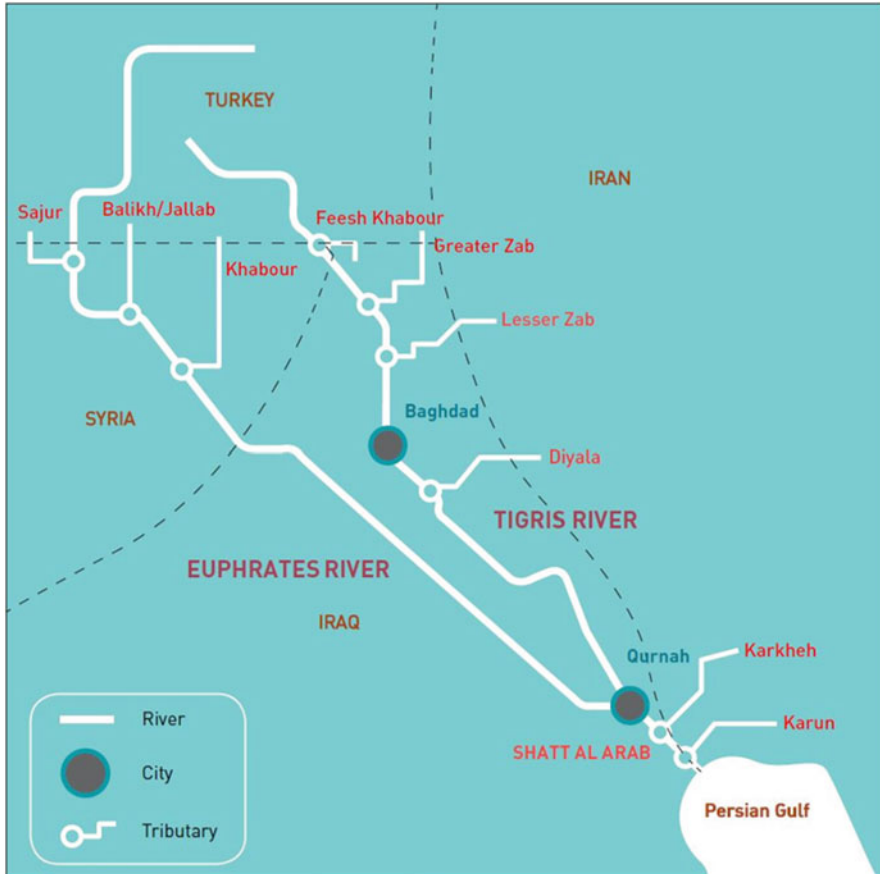 TURKEY
IRAN
Sajur
Balikh/Jallab
Feesh Khabour
Greater Zab
Khabour
Lesser Zab
Baghdad
SYRIA
Diyala
TIGRIS RIVER
EUPHRATES RIVER
IRAQ
Qurnah
Karkheh
River
Karun
SHATT AL ARAB
City
Persian Gulf
Tributary